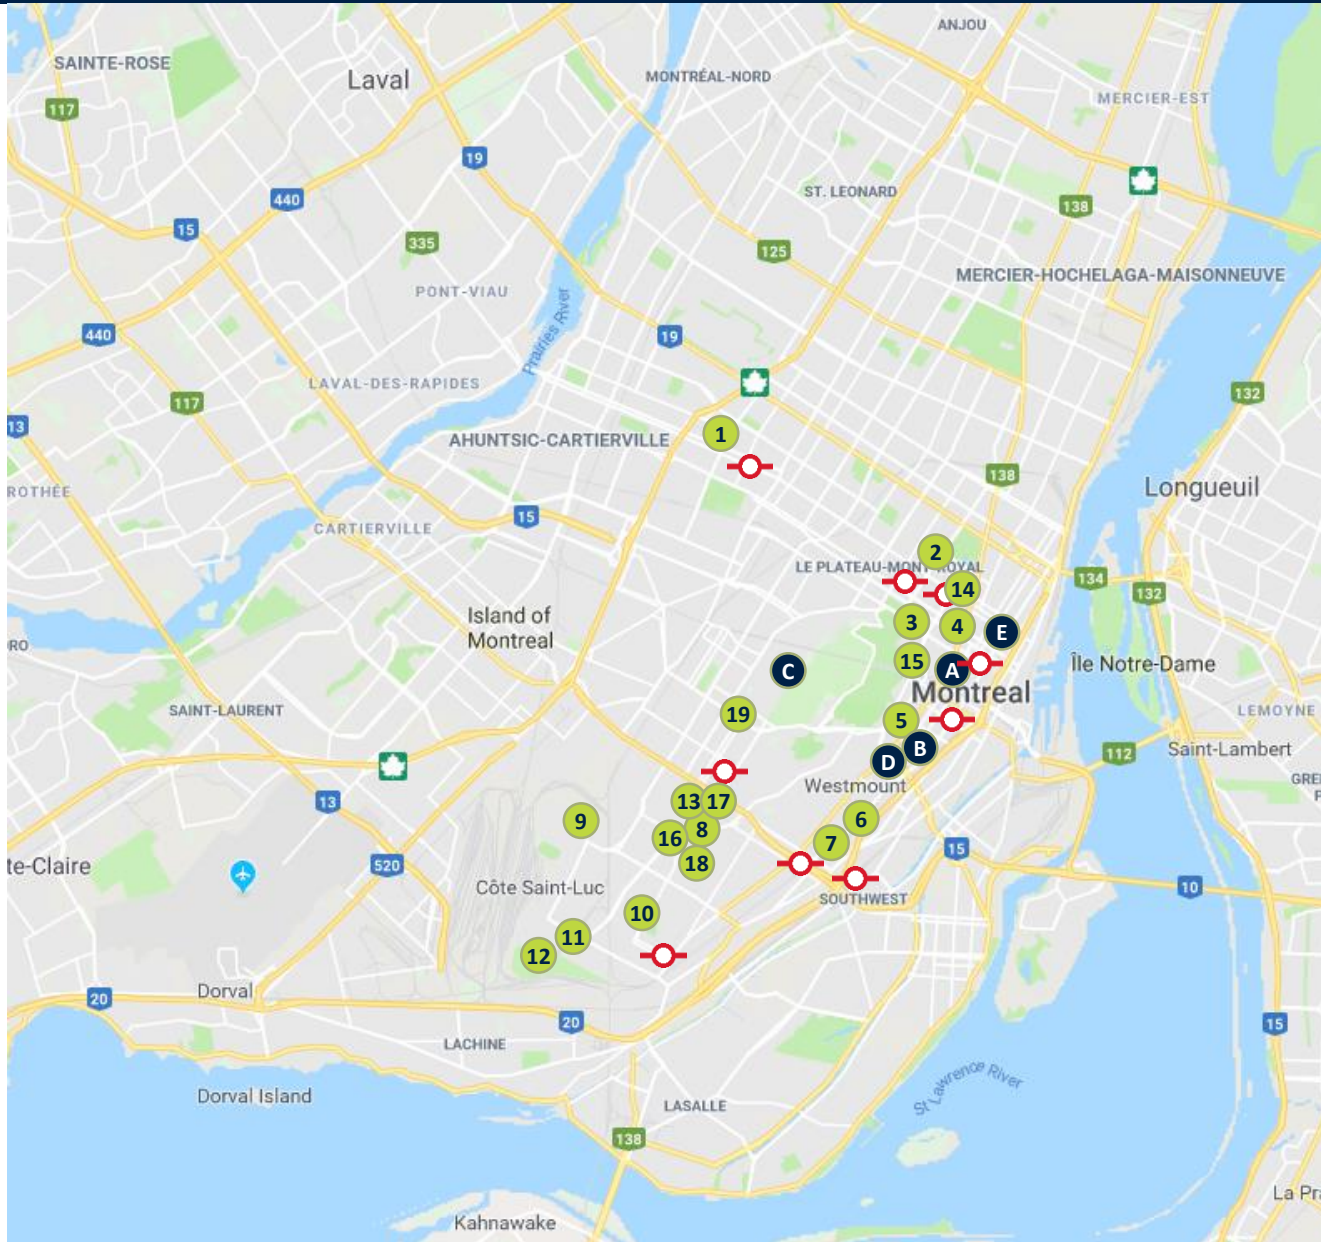 ANJOU
SAINTE-ROSE
Laval
MONTRÉAL-NORD
117
MERCIER-EST
19
440
ST. LEONARD
138
15
335
125
MERCIER-HOCHELAGA-MAISONNEUVE
PONT-VIAU
Prairies River
440
19
LAVAL-DES-RAPIDES
117
132
13
1
AHUNTSIC-CARTIERVILLE
138
Longueuil
ROTHÉE
15
CARTIERVILLE
2
LE PLATEAU-MONT-ROYAL
134
14
132
Island of
Montreal
3
4
E
RO
15
A
C
Île Notre-Dame
Montreal
SAINT-LAURENT
19
5
LEMOYNE
B
112
Saint-Lambert
D
Westmount
GRE
P
13
13
17
9
6
16
8
7
15
te-Claire
520
18
Côte Saint-Luc
10
SOUTHWEST
10
11
12
Dorval
20
20
15
LACHINE
St Lawrence River
Dorval Island
LASALLE
138
La Pra
Kahnawake